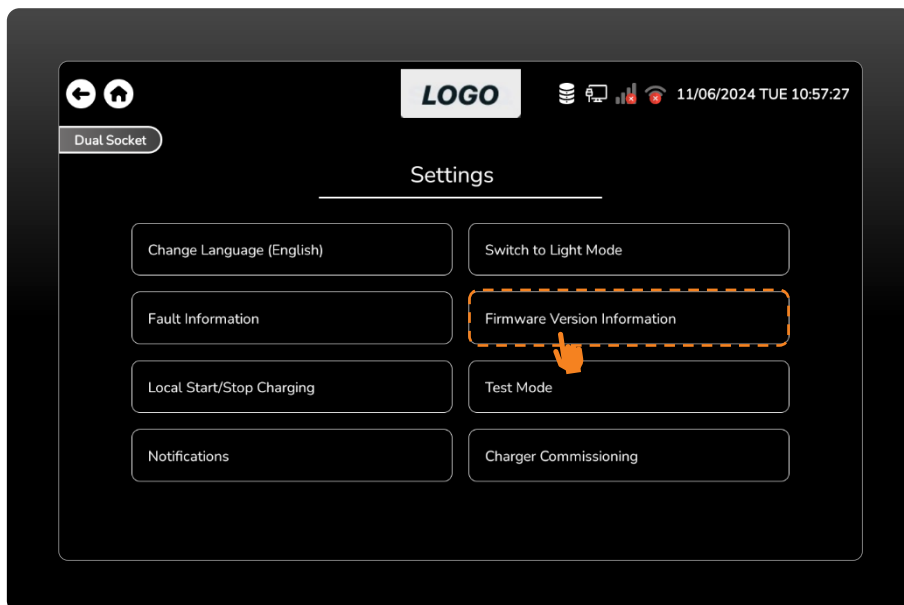 LOGO
11/06/2024 TUE 10:57:27
Dual Socket
Settings
Change Language (English)
Switch to Light Mode
Fault Information
Firmware Version Information
Local Start/Stop Charging
Test Mode
Notifications
Charger Commissioning